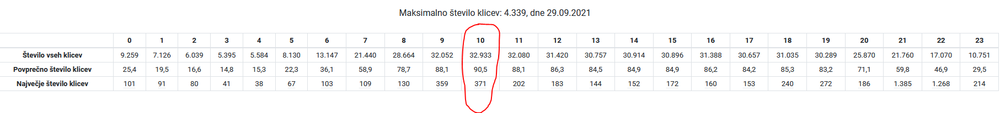 Maksimalno število klicev: 4.339, dne 29.09.2021
0 1 2 3 4 5 6 7 8 9 10 11 12 13 14 15 16 17 18 19 20 21 22 23
Število vseh klicev 9.259 7.126 6.039 5.395 5.584 8.130 13.147 21.440 28.664 32.052 32.933 32.080 31.420 30.757 30.914 30.896 31.388 30.657 31.035 30.289 25.870 21.760 17.070 10.751
Povprečno število klicev 25,4 19,5 16,6 14,8 15,3 22,3 36,1 58,9 78,7 88,1 90,5 88,1 86,3 84,5 84,9 84,9 86,2 84,2 85,3 83,2 71,1 59,8 46,9 29,5
Največje število klicev 101 91 80 41 38 67 103 109 130 359 371 202 183 144 152 172 160 153 240 272 186 1.385 1.268 214